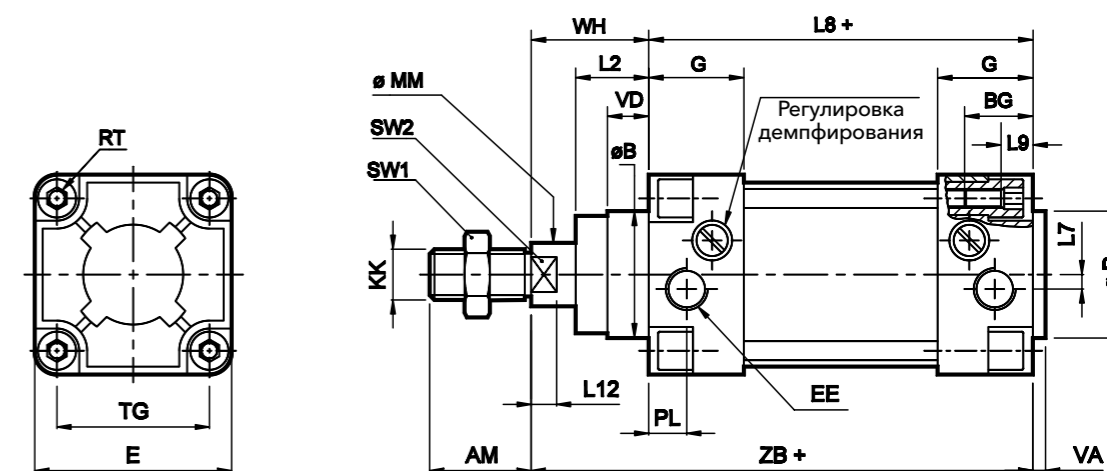 WH
L8 +
L2
G
G
ø MM
VD
BG
Регулировка
демпфирования
RT
SW2
L9
øB
SW1
L7
KK
L12
EE
TG
PL
E
AM
ZB +
VA